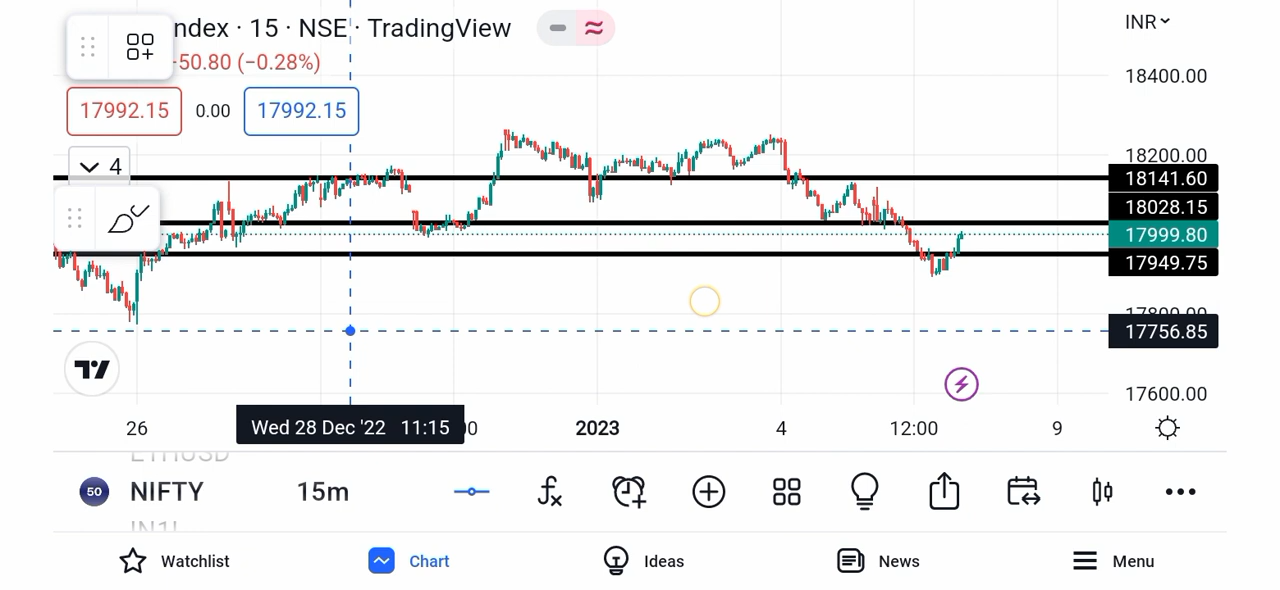 ndex · 15 · NSE · TradingView
INR
-50.80 (−0.28%)
18400.00
17992.15 0.00 17992.15
18200.00
4
18141.60
18028.15
17999.80
17949.75
17800.00
17756.85
17600.00
26 Wed 28 Dec '22 11:15 00 2023 4 12:00 9
ETHUSD
50 NIFTY 15m
Watchlist Chart Ideas News Menu